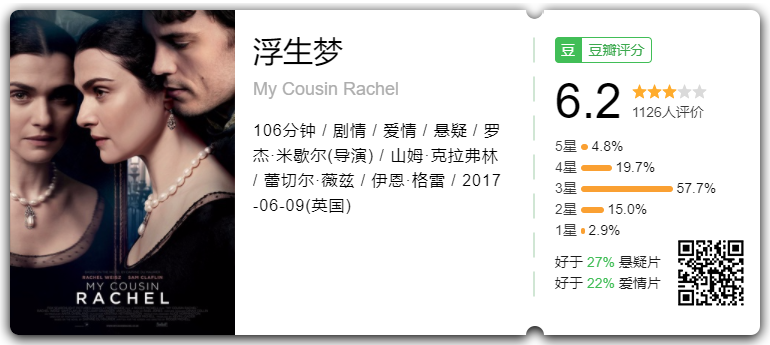 浮生梦
My Cousin Rachel
106分钟 / 剧情 / 爱情 / 悬疑 / 罗
杰·米歇尔(导演) / 山姆·克拉弗林
/ 蕾切尔·薇兹 / 伊恩·格雷 / 2017
-06-09(英国)
RACHEL WEISZ SAM CLAFLIN
MY COUSIN
RACHEL
豆 豆瓣评分
6.2
1126人评价
5星 4.8%
4星 19.7%
3星 57.7%
2星 15.0%
1星 2.9%
好于 27% 悬疑片
好于 22% 爱情片